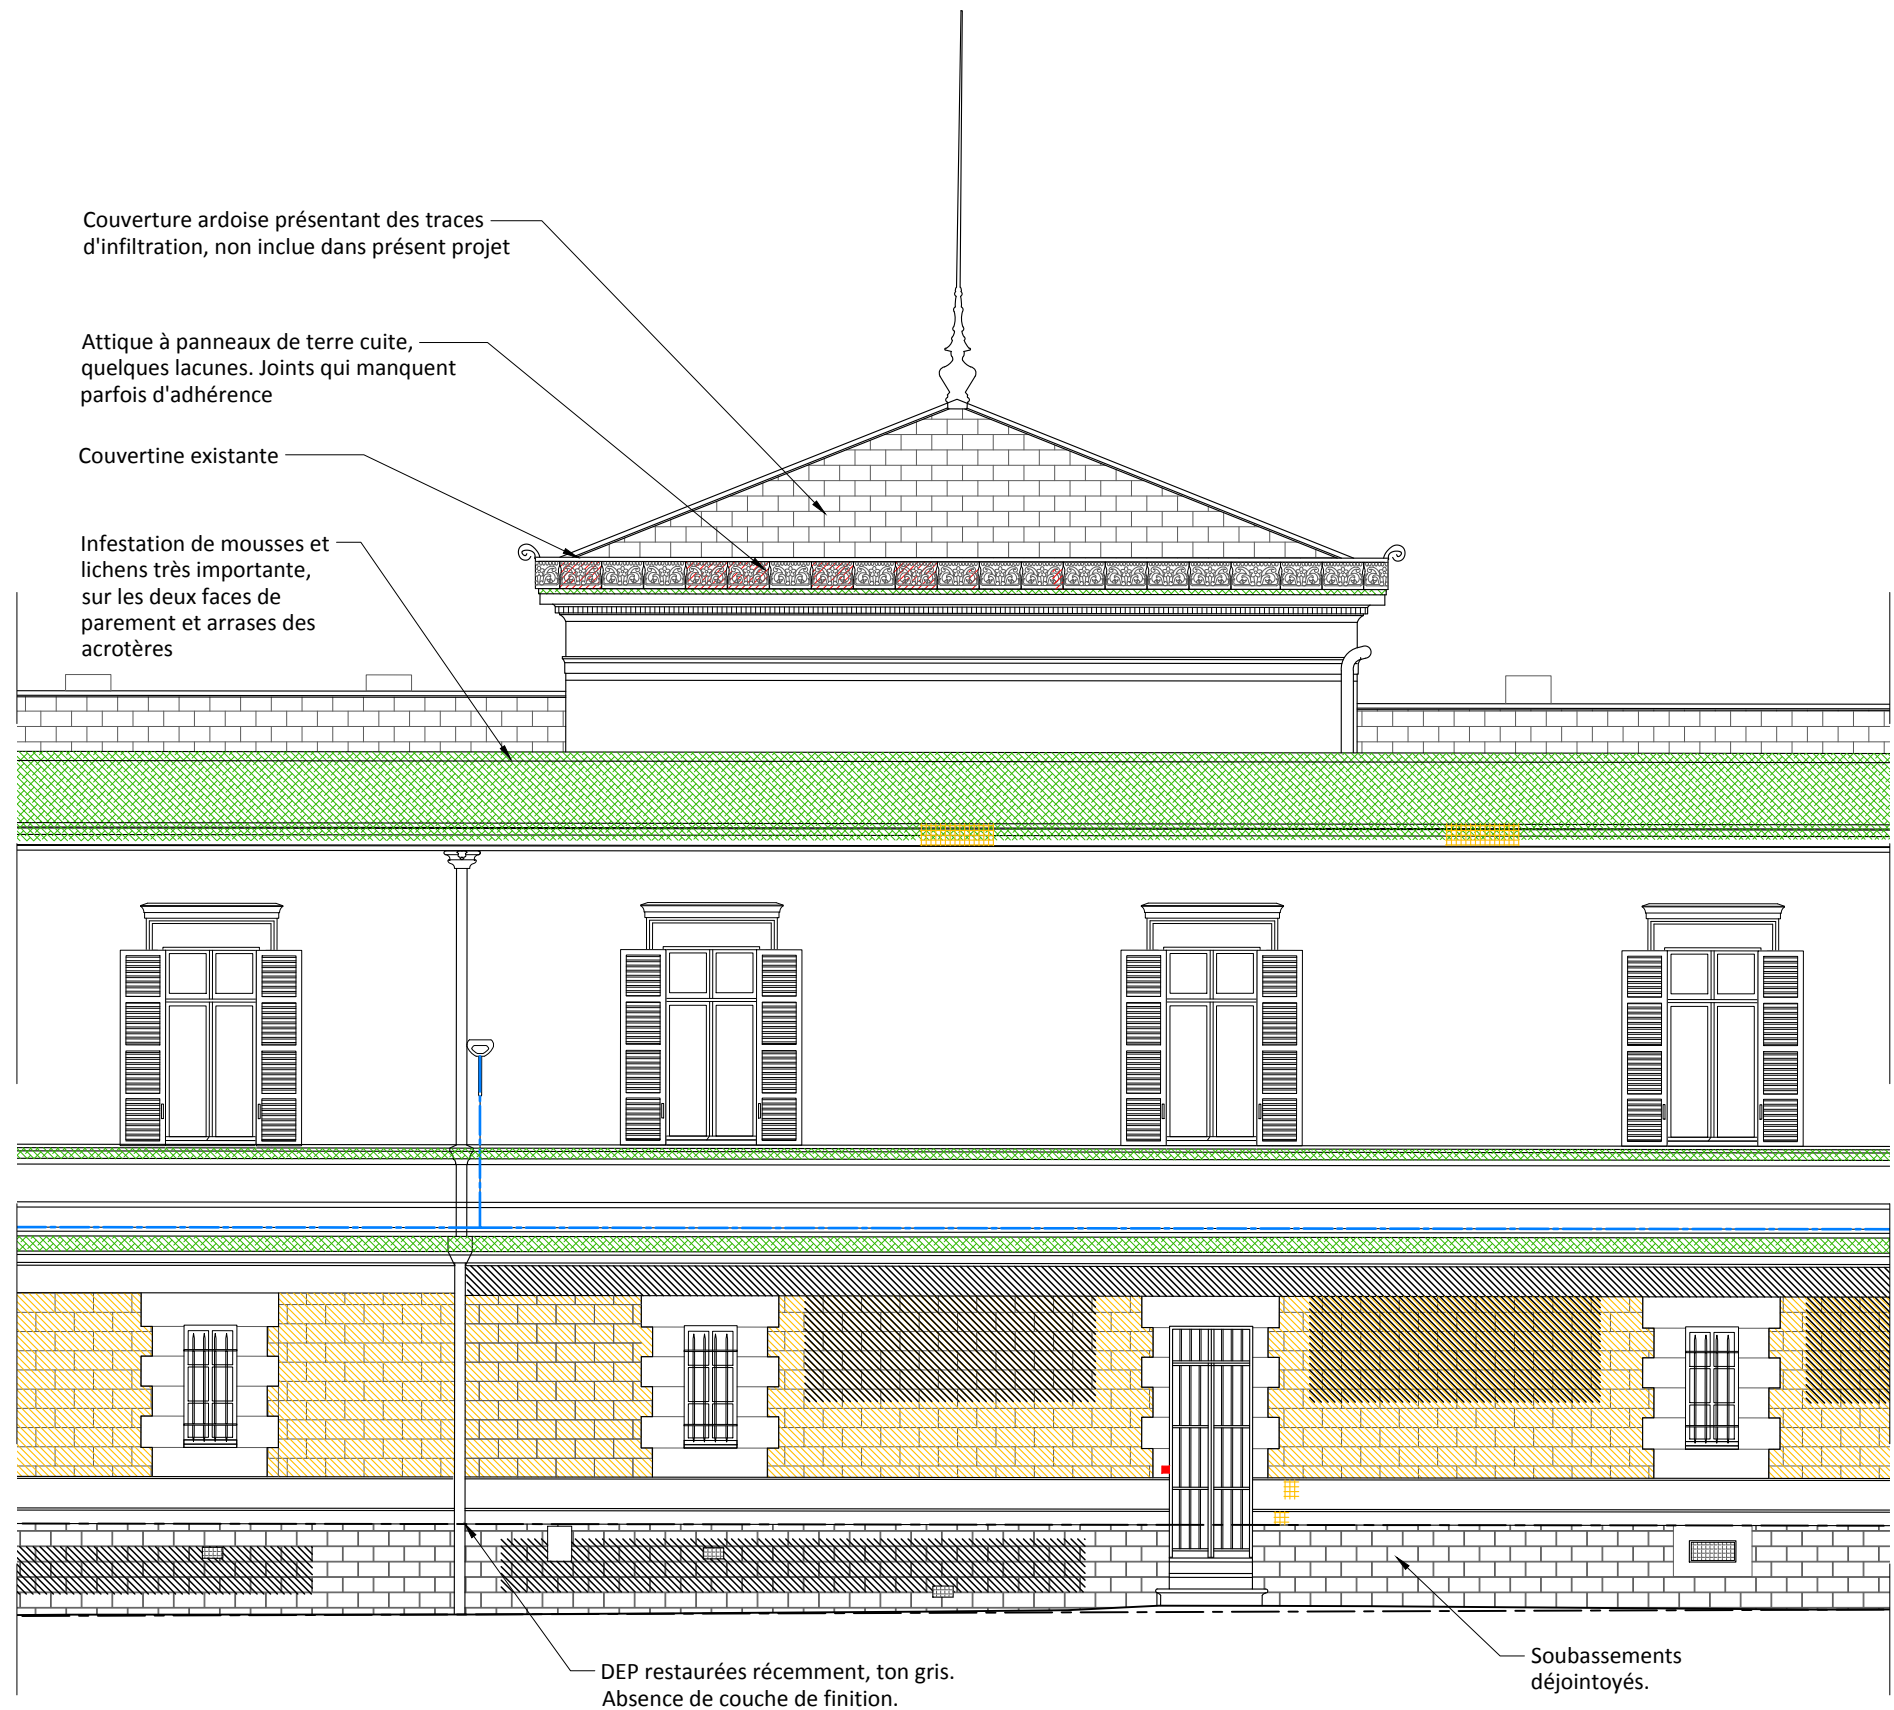 Couverture ardoise présentant des traces
d'infiltration, non inclue dans présent projet
Attique à panneaux de terre cuite,
quelques lacunes. Joints qui manquent
parfois d'adhérence
Couvertine existante
Infestation de mousses et
lichens très importante,
sur les deux faces de
parement et arrases des
acrotères
DEP restaurées récemment, ton gris.
Absence de couche de finition.
Soubassements
déjointoyés.